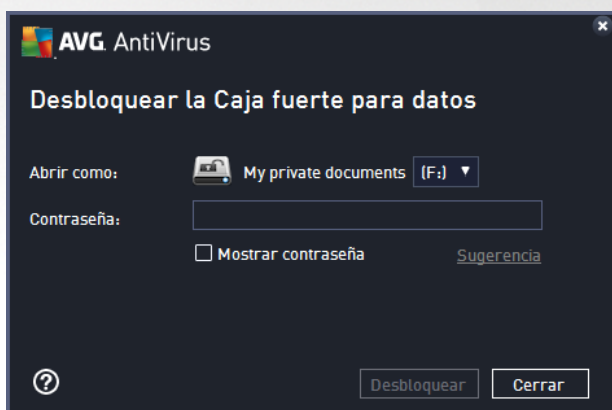 AVG. AntiVirus
Desbloquear la Caja fuerte para datos
Abrir como: My private documents (F:)
Contraseña:
Mostrar contraseña Sugerencia
Desbloquear Cerrar